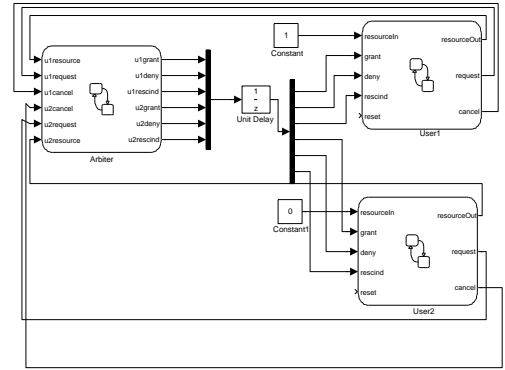 u1resource
u1request
u1cancel
u2cancel
u2request
u2resource
u1grant
u1deny
u1rescind
u2grant
u2deny
u2rescind
Arbiter
1
z
Unit Delay
1
Constant
resourceIn
grant
deny
rescind
reset
resourceOut
request
cancel
User1
0
Constant1
resourceIn
grant
deny
rescind
reset
resourceOut
request
cancel
User2